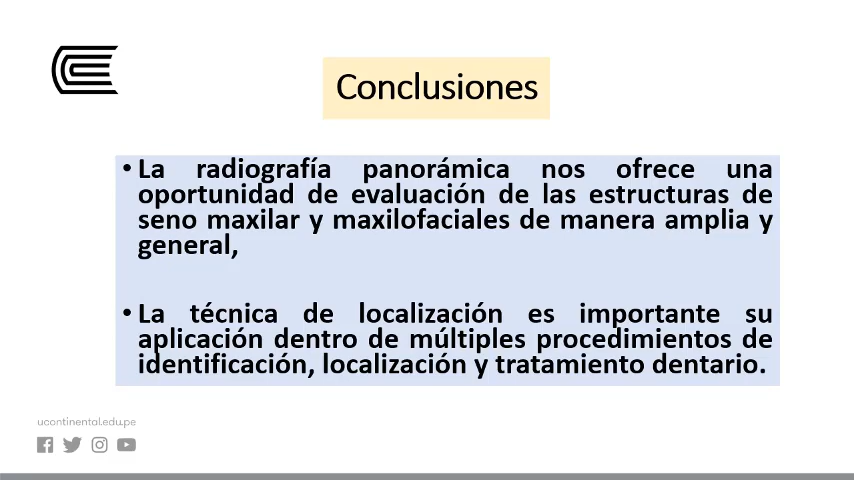 Conclusiones
• La radiografía panorámica nos ofrece una
oportunidad de evaluación de las estructuras de
seno maxilar y maxilofaciales de manera amplia y
general,
• La técnica de localización es importante su
aplicación dentro de múltiples procedimientos de
identificación, localización y tratamiento dentario.
ucontinental.edu.pe